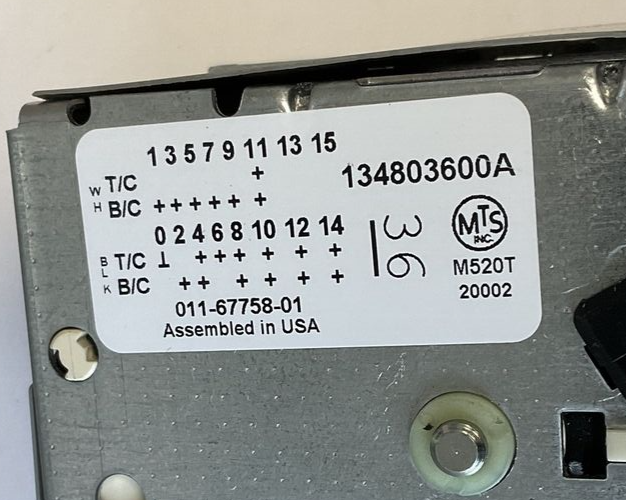 1 3 5 7 9 11 13 15
W T/C +
H B/C + + + + + +
0 2 4 6 8 10 12 14
B
L T/C ⊥ + + + + + +
K B/C + + + + + +
011-67758-01
Assembled in USA
134803600A
36
MTS
INC.
M520T
20002